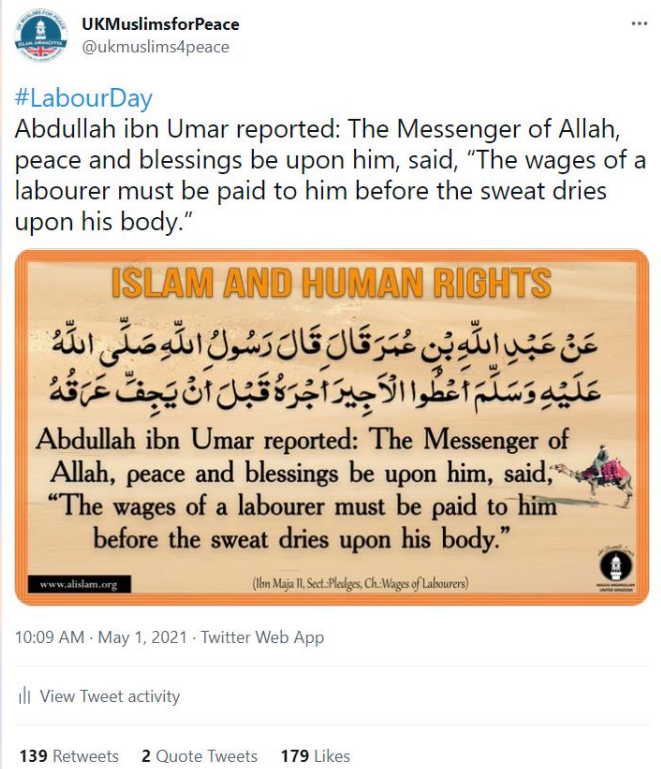 UKMuslimsforPeace
@ukmuslims4peace
#LabourDay
Abdullah ibn Umar reported: The Messenger of Allah,
peace and blessings be upon him, said, “The wages of a
labourer must be paid to him before the sweat dries
upon his body.”
ISLAM AND HUMAN RIGHTS
عَنْ عَبْدِ اللّٰهِ بْنِ عُمَرَ قَالَ قَالَ رَسُولُ اللّٰهِ صَلَّى اللّٰهُ
عَلَيْهِ وَسَلَّمَ اَعْطُوا الْاَجِيرَ اَجْرَهُ قَبْلَ اَنْ يَجِفَّ عَرَقُهُ
Abdullah ibn Umar reported: The Messenger of
Allah, peace and blessings be upon him, said,
“The wages of a labourer must be paid to him
before the sweat dries upon his body.”
www.alislam.org
(Ibn Maja II, Sect.:Pledges, Ch.:Wages of Labourers)
10:09 AM · May 1, 2021 · Twitter Web App
View Tweet activity
139 Retweets 2 Quote Tweets 179 Likes